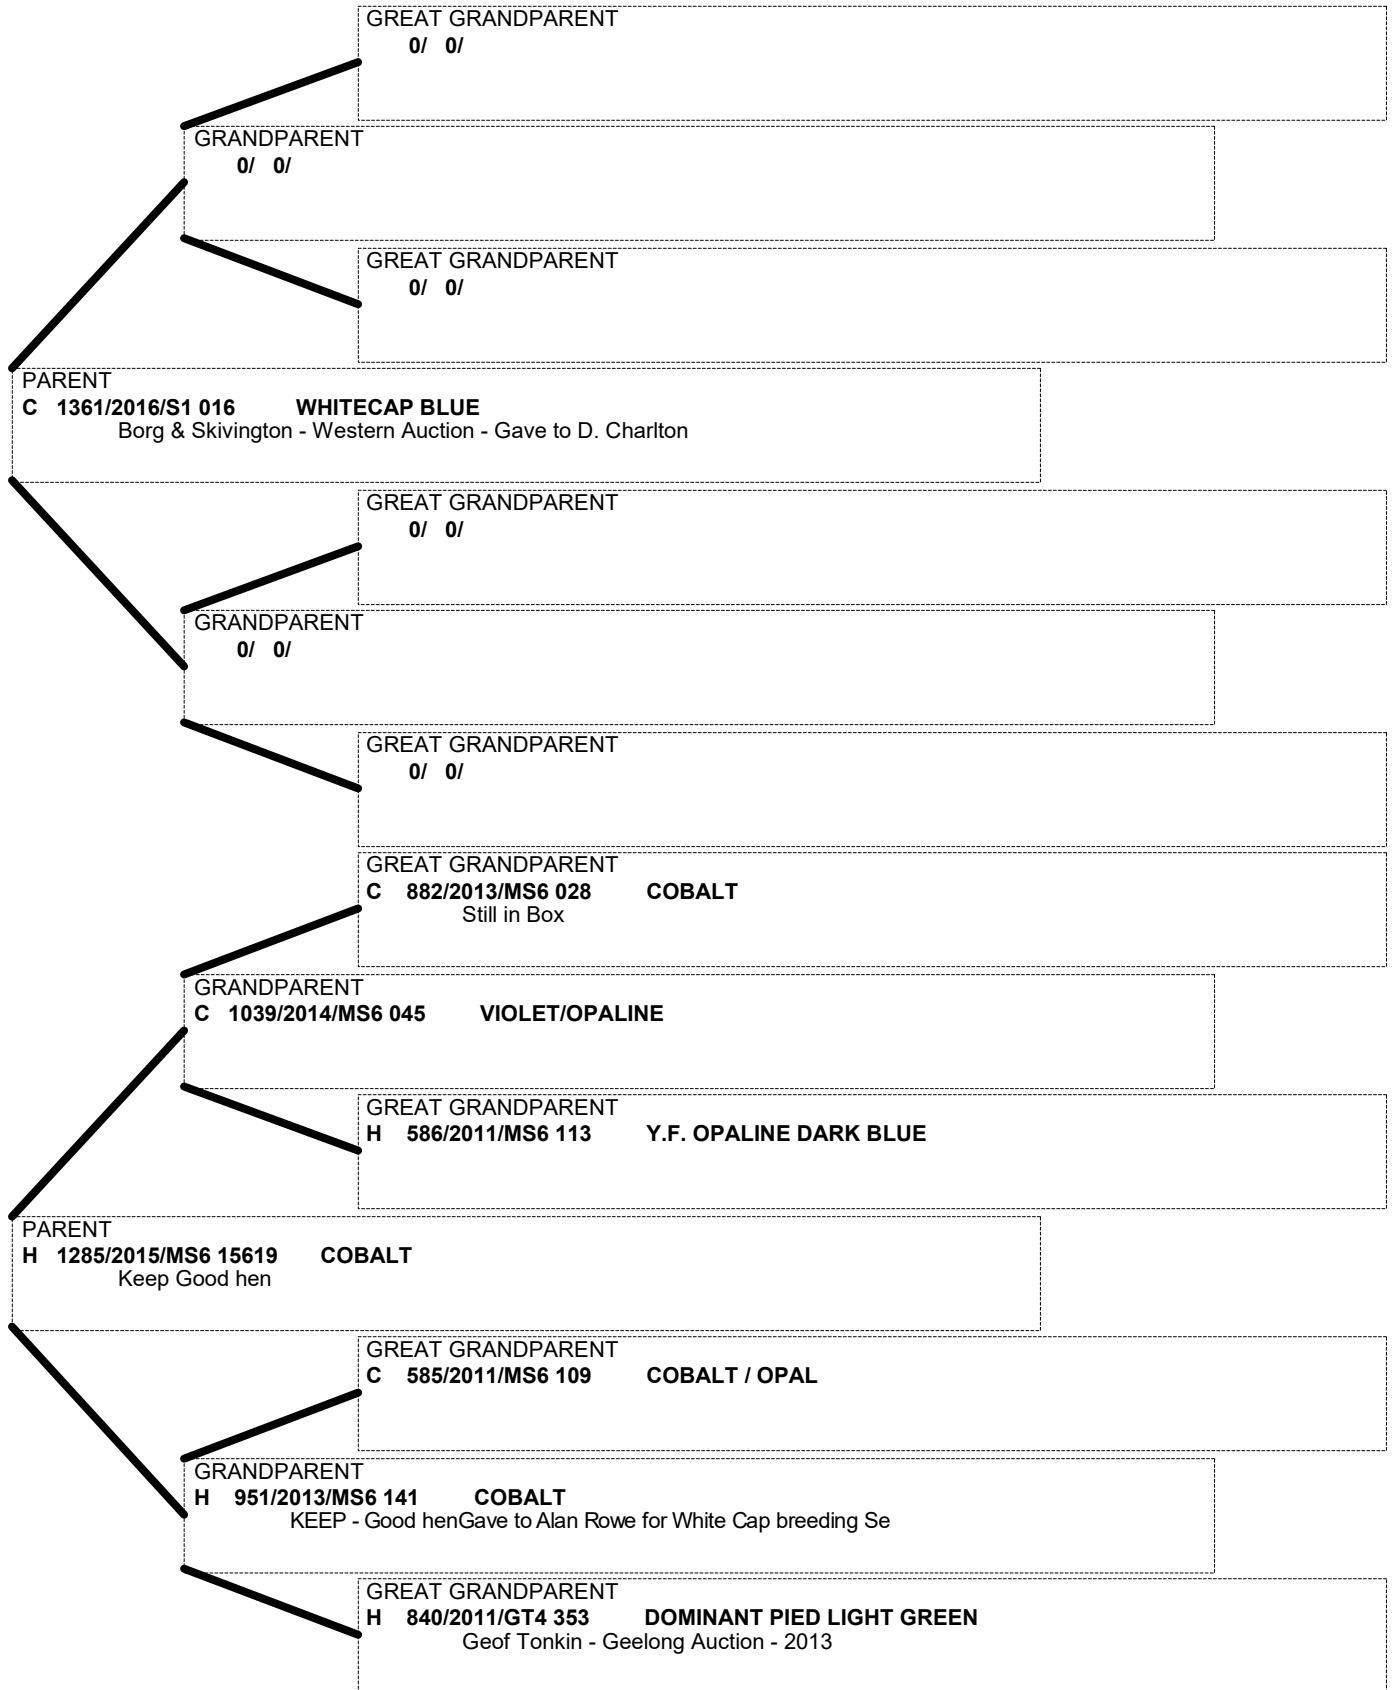 GREAT GRANDPARENT
0/ 0/
GRANDPARENT
0/ 0/
GREAT GRANDPARENT
0/ 0/
PARENT
C 1361/2016/S1 016 WHITECAP BLUE
Borg & Skivington - Western Auction - Gave to D. Charlton
GREAT GRANDPARENT
0/ 0/
GRANDPARENT
0/ 0/
GREAT GRANDPARENT
0/ 0/
GREAT GRANDPARENT
C 882/2013/MS6 028 COBALT
Still in Box
GRANDPARENT
C 1039/2014/MS6 045 VIOLET/OPALINE
GREAT GRANDPARENT
H 586/2011/MS6 113 Y.F. OPALINE DARK BLUE
PARENT
H 1285/2015/MS6 15619 COBALT
Keep Good hen
GREAT GRANDPARENT
C 585/2011/MS6 109 COBALT / OPAL
GRANDPARENT
H 951/2013/MS6 141 COBALT
KEEP - Good henGave to Alan Rowe for White Cap breeding Se
GREAT GRANDPARENT
H 840/2011/GT4 353 DOMINANT PIED LIGHT GREEN
Geof Tonkin - Geelong Auction - 2013